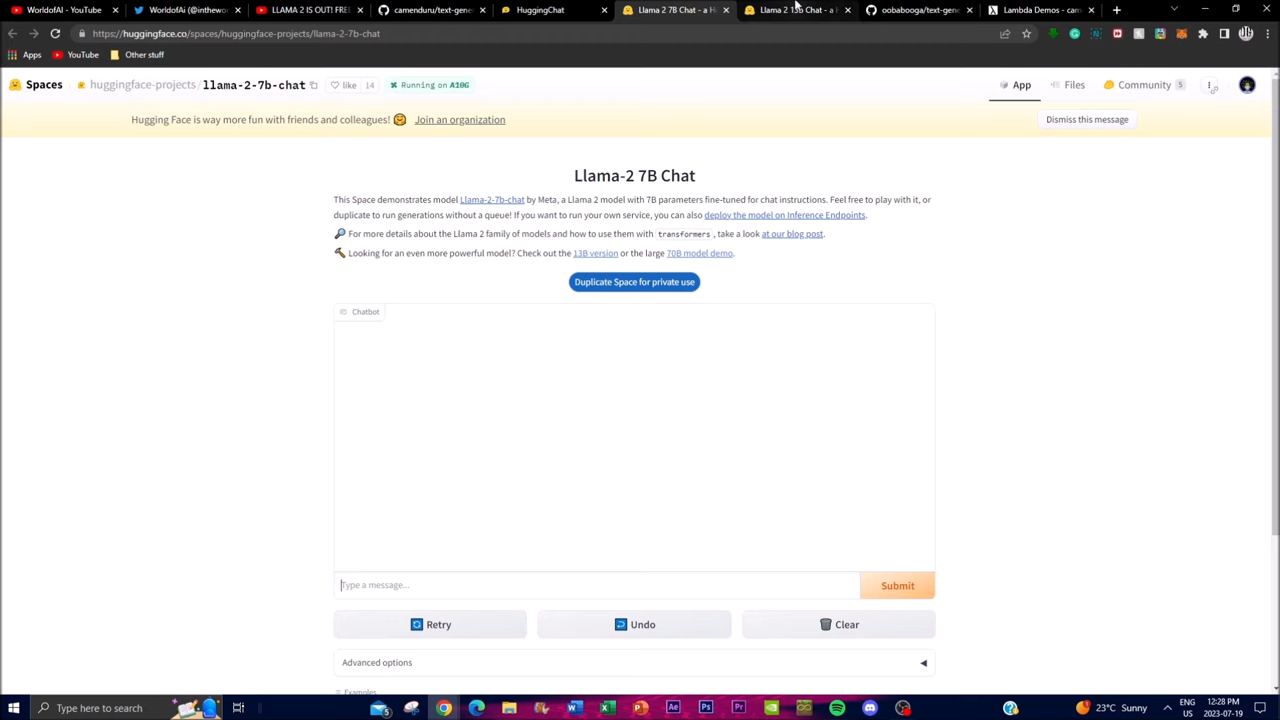 WorldofAI - YouTube
WorldofAi (@inthewor
LLAMA 2 IS OUT! FREE
camenduru/text-gene
HuggingChat
Llama 2 7B Chat - a Hu
Llama 2 13B Chat - a H
oobabooga/text-gene
Lambda Demos - cam
huggingface.co/spaces/huggingface-projects/llama-2-7b-chat
Apps
YouTube
Other stuff
Spaces
huggingface-projects/llama-2-7b-chat
like 14
Running on A10G
App
Files
Community 5
Hugging Face is way more fun with friends and colleagues! 🤗 Join an organization
Dismiss this message
Llama-2 7B Chat
This Space demonstrates model Llama-2-7b-chat by Meta, a Llama 2 model with 7B parameters fine-tuned for chat instructions. Feel free to play with it, or
duplicate to run generations without a queue! If you want to run your own service, you can also deploy the model on Inference Endpoints.
🔎 For more details about the Llama 2 family of models and how to use them with transformers, take a look at our blog post.
🔨 Looking for an even more powerful model? Check out the 13B version or the large 70B model demo.
Duplicate Space for private use
Chatbot
Type a message...
Submit
Retry
Undo
Clear
Advanced options
Examples
Type here to search
23°C Sunny
ENG
US
12:28 PM
2023-07-19